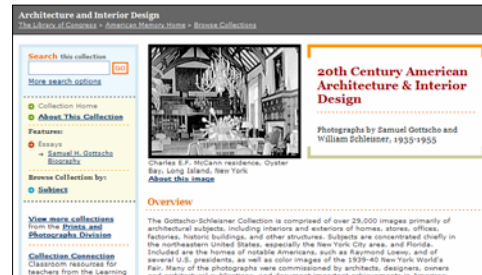 Architecture and Interior Design
The Library of Congress > American Memory Home > Browse Collections
Search this collection
GO
More search options
Collection Home
About This Collection
Features:
Essays
Samuel H. Gottscho
Biography
Browse Collection by:
Subject
View more collections
from the Prints and
Photographs Division
Collection Connection
Classroom resources for
teachers from the Learning
Charles E.F. McCann residence, Oyster
Bay, Long Island, New York
About this image
20th Century American
Architecture & Interior
Design
Photographs by Samuel Gottscho and
William Schleisner, 1935-1955
Overview
The Gottscho-Schleisner Collection is comprised of over 29,000 images primarily of
architectural subjects, including interiors and exteriors of homes, stores, offices,
factories, historic buildings, and other structures. Subjects are concentrated chiefly in
the northeastern United States, especially the New York City area, and Florida.
Included are the homes of notable Americans, such as Raymond Loewy, and of
several U.S. presidents, as well as color images of the 1939-40 New York World's
Fair. Many of the photographs were commissioned by architects, designers, owners